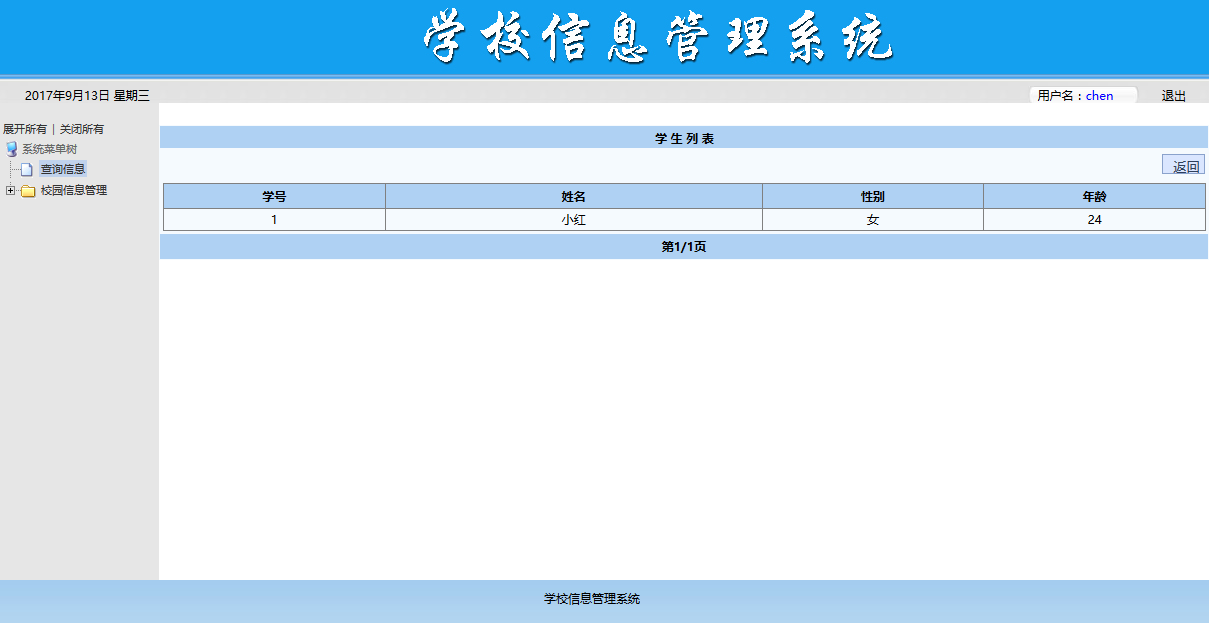 学校信息管理系统
2017年9月13日 星期三
用户名：chen
退出
展开所有 | 关闭所有
系统菜单树
查询信息
校园信息管理
学 生 列 表
返回
学号 姓名 性别 年龄
1 小红 女 24
第1/1页
学校信息管理系统